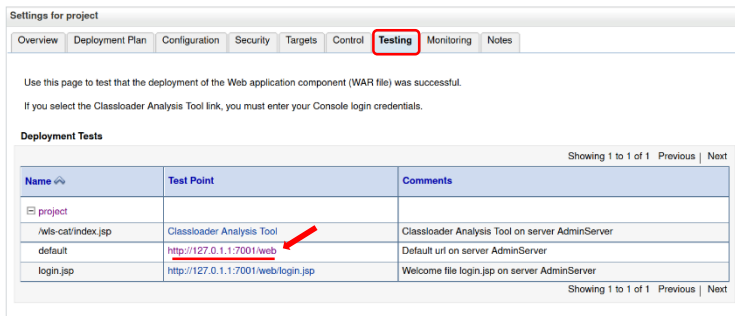 Settings for project
Overview Deployment Plan Configuration Security Targets Control Testing Monitoring Notes
Use this page to test that the deployment of the Web application component (WAR file) was successful.
If you select the Classloader Analysis Tool link, you must enter your Console login credentials.
Deployment Tests
Showing 1 to 1 of 1 Previous | Next
Name Test Point Comments
project
/wls-cat/index.jsp Classloader Analysis Tool Classloader Analysis Tool on server AdminServer
default http://127.0.1.1:7001/web Default url on server AdminServer
login.jsp http://127.0.1.1:7001/web/login.jsp Welcome file login.jsp on server AdminServer
Showing 1 to 1 of 1 Previous | Next